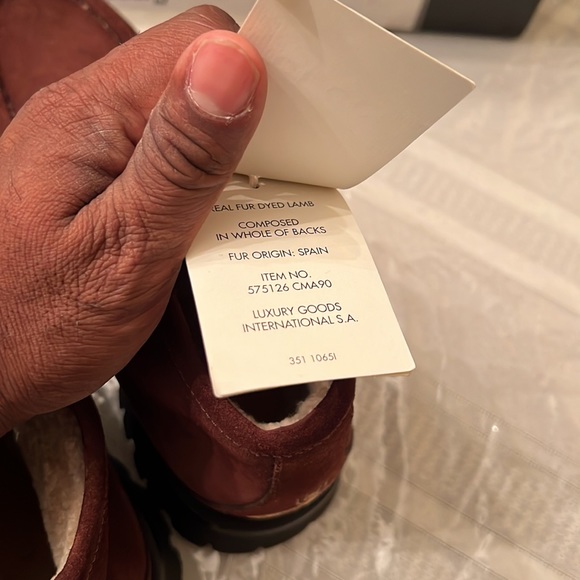 REAL FUR DYED LAMB
COMPOSED
IN WHOLE OF BACKS
FUR ORIGIN: SPAIN
ITEM NO.
575126 CMA90
LUXURY GOODS
INTERNATIONAL S.A.
351 1065I